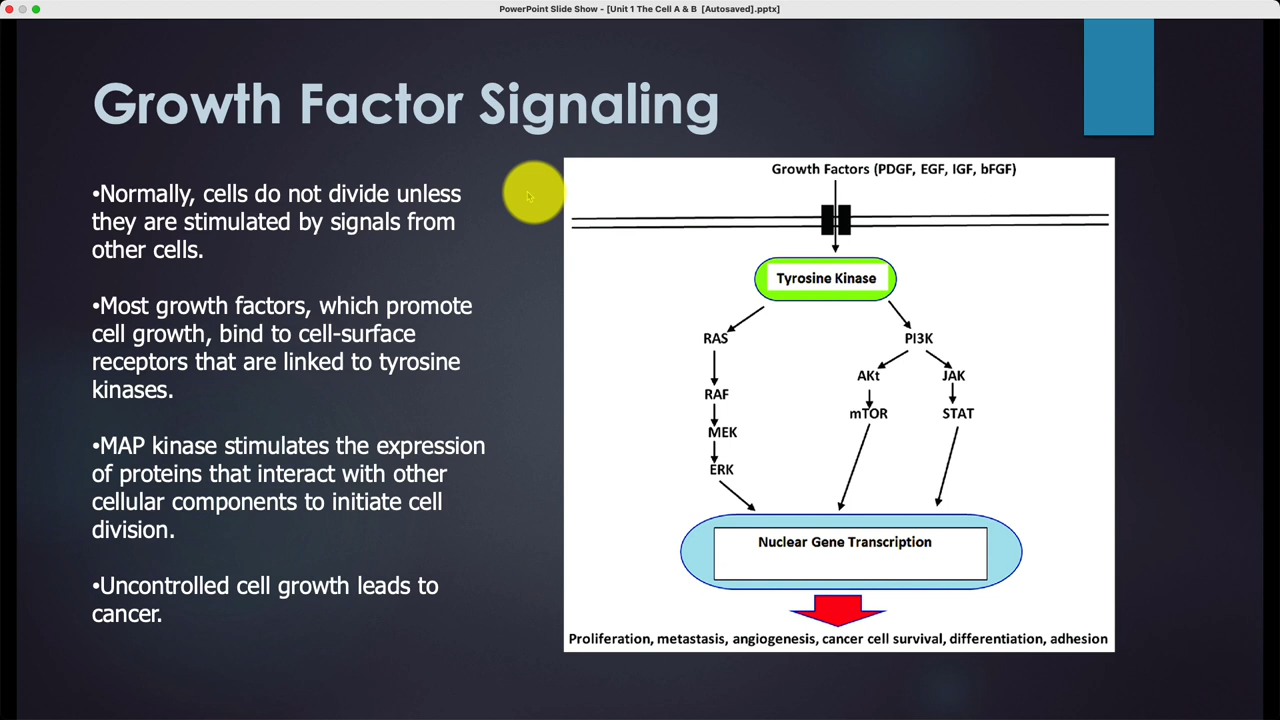 PowerPoint Slide Show - [Unit 1 The Cell A & B  [Autosaved].pptx]
Growth Factor Signaling
•Normally, cells do not divide unless
they are stimulated by signals from
other cells.
•Most growth factors, which promote
cell growth, bind to cell-surface
receptors that are linked to tyrosine
kinases.
•MAP kinase stimulates the expression
of proteins that interact with other
cellular components to initiate cell
division.
•Uncontrolled cell growth leads to
cancer.
Growth Factors (PDGF, EGF, IGF, bFGF)
Tyrosine Kinase
RAS
PI3K
AKt
JAK
RAF
mTOR
STAT
MEK
ERK
Nuclear Gene Transcription
Proliferation, metastasis, angiogenesis, cancer cell survival, differentiation, adhesion